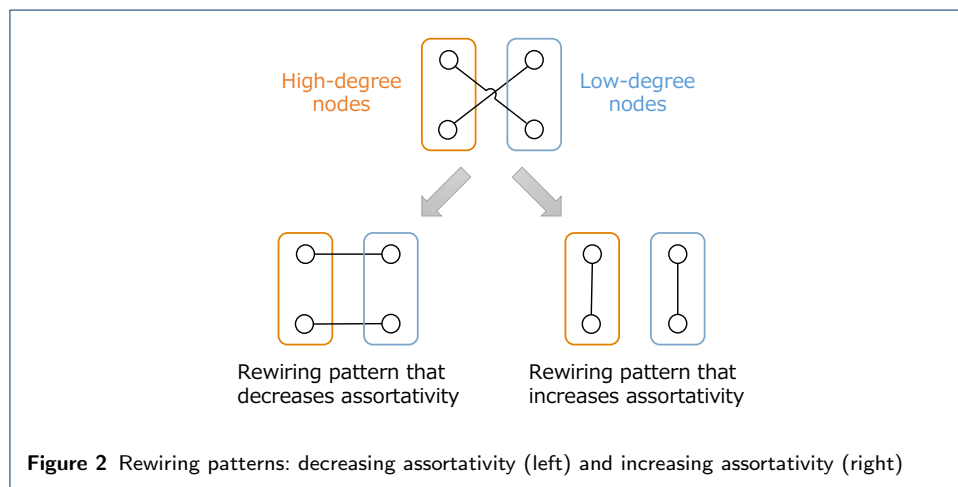 High-degree
nodes
Low-degree
nodes
Rewiring pattern that
decreases assortativity
Rewiring pattern that
increases assortativity
Figure 2 Rewiring patterns: decreasing assortativity (left) and increasing assortativity (right)